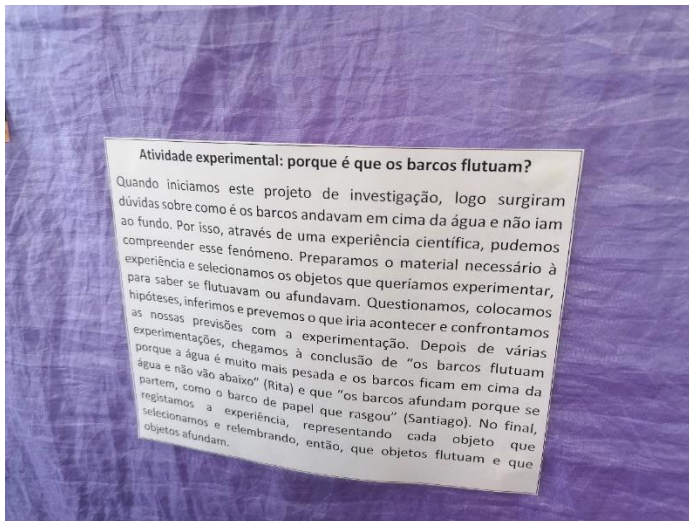 Atividade experimental: porque é que os barcos flutuam?
Quando iniciamos este projeto de investigação, logo surgiram
dúvidas sobre como é os barcos andavam em cima da água e não iam
ao fundo. Por isso, através de uma experiência científica, pudemos
compreender esse fenómeno. Preparamos o material necessário à
experiência e selecionamos os objetos que queríamos experimentar,
para saber se flutuavam ou afundavam. Questionamos, colocamos
hipóteses, inferimos e prevemos o que iria acontecer e confrontamos
as nossas previsões com a experimentação. Depois de várias
experimentações, chegamos à conclusão de “os barcos flutuam
porque a água é muito mais pesada e os barcos ficam em cima da
água e não vão abaixo” (Rita) e que “os barcos afundam porque se
partem, como o barco de papel que rasgou” (Santiago). No final,
registamos a experiência, representando cada objeto que
selecionamos e relembrando, então, que objetos flutuam e que
objetos afundam.